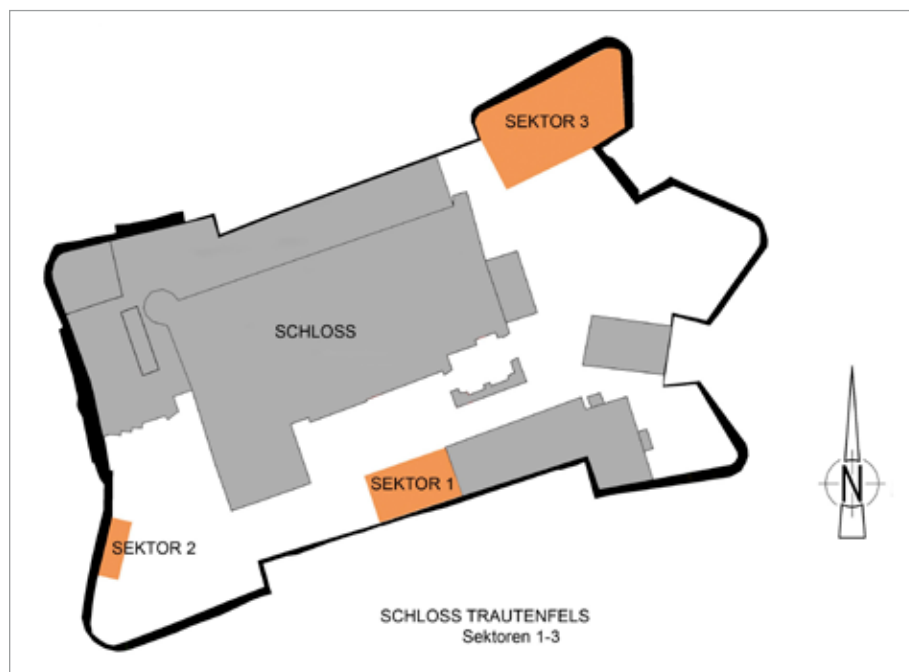 SEKTOR 3
SCHLOSS
SEKTOR 1
N
SEKTOR 2
SCHLOSS TRAUTENFELS
Sektoren 1-3